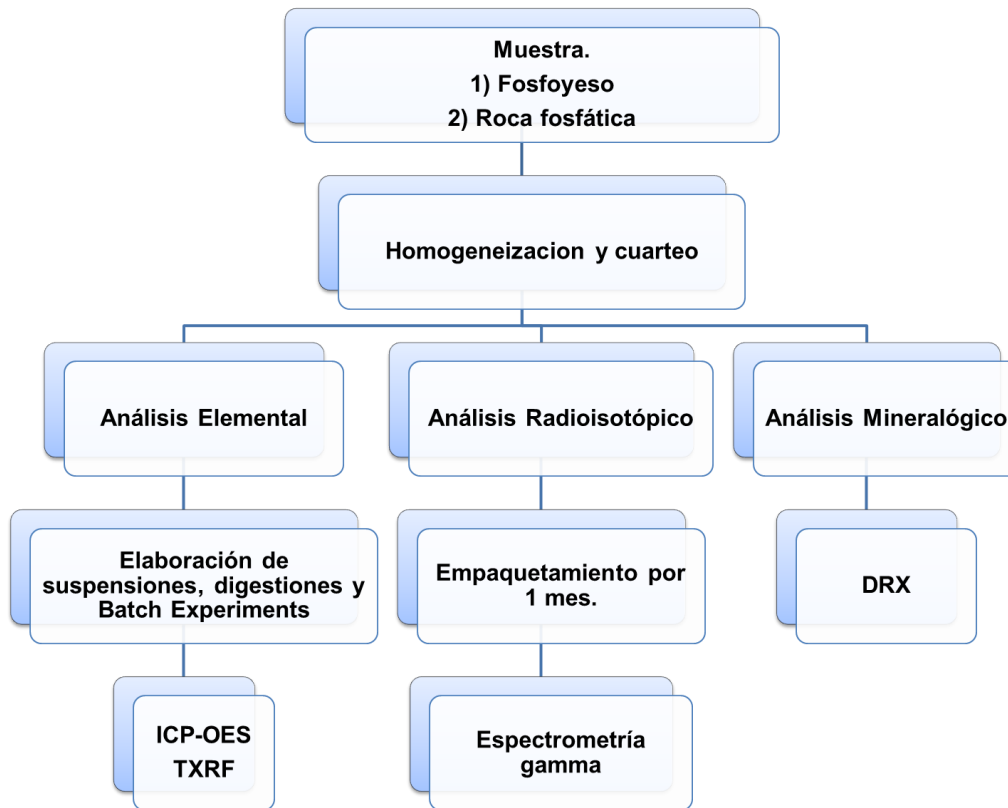 Muestra.
1) Fosfoyeso
2) Roca fosfática
Homogeneizacion y cuarteo
Análisis Elemental
Análisis Radioisotópico
Análisis Mineralógico
Elaboración de
suspensiones, digestiones y
Batch Experiments
Empaquetamiento por
1 mes.
DRX
ICP-OES
TXRF
Espectrometría
gamma